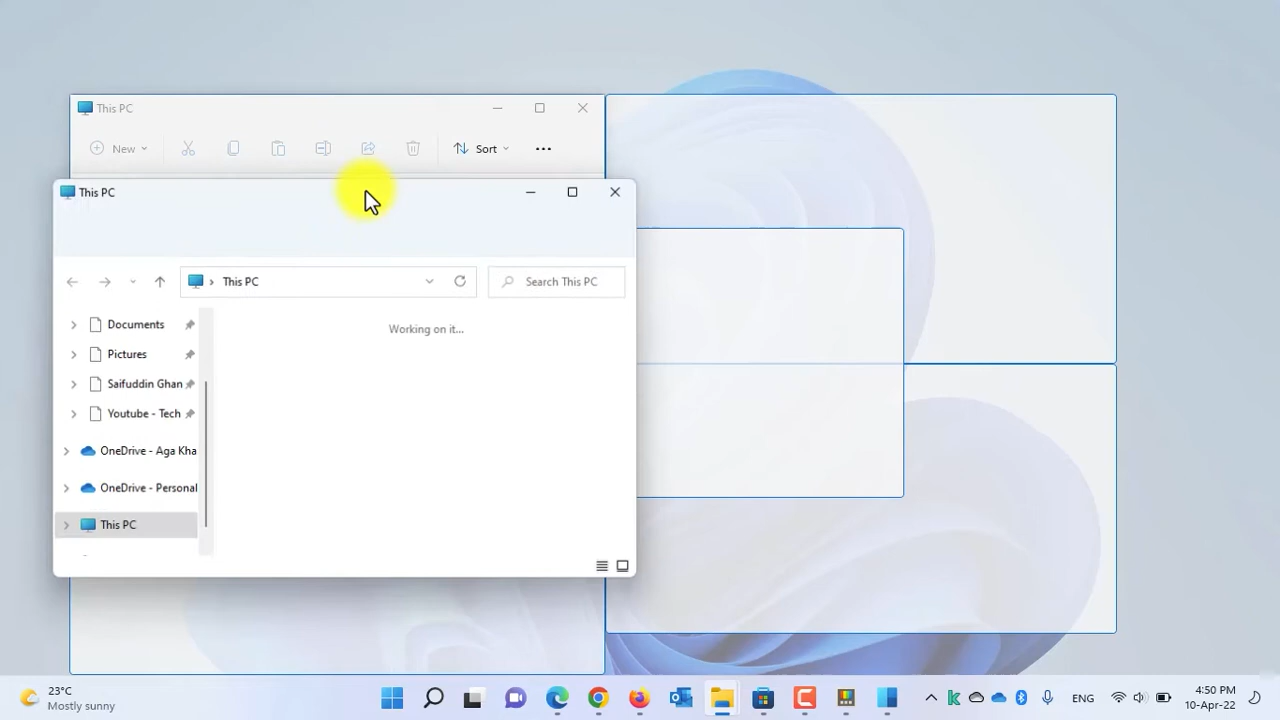 This PC
New
Sort
This PC
This PC
Search This PC
Working on it...
Documents
Pictures
Saifuddin Ghan
Youtube - Tech
OneDrive - Aga Kha
OneDrive - Personal
This PC
23°C
Mostly sunny
ENG
4:50 PM
10-Apr-22